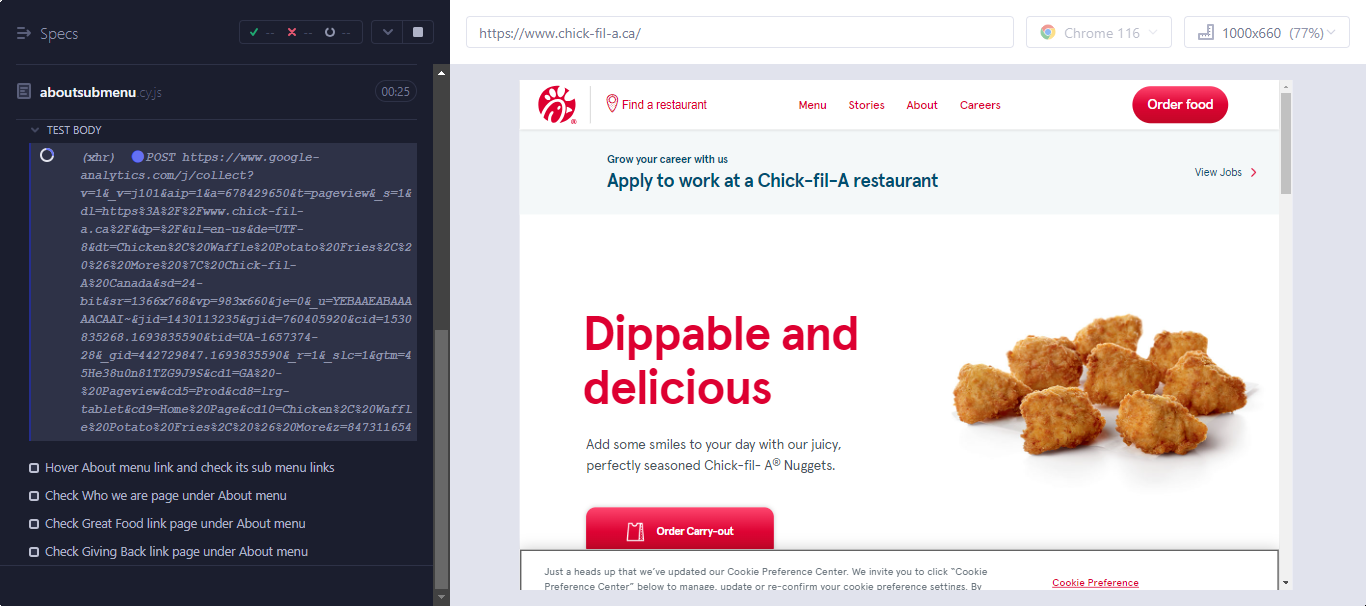 Specs
-- -- --
aboutsubmenu.cy.js
00:25
TEST BODY
(xhr) POST https://www.google-
analytics.com/j/collect?
v=1&_v=j101&aip=1&a=678429650&t=pageview&_s=1&
dl=https%3A%2F%2Fwww.chick-fil-
a.ca%2F&dp=%2F&ul=en-us&de=UTF-
8&dt=Chicken%2C%20Waffle%20Potato%20Fries%2C%2
0%26%20More%20%7C%20Chick-fil-
A%20Canada&sd=24-
bit&sr=1366x768&vp=983x660&je=0&_u=YEBAAEABAAA
AACAAI~&jid=1430113235&gjid=760405920&cid=1530
835268.1693835590&tid=UA-1657374-
28&_gid=442729847.1693835590&_r=1&_slc=1&gtm=4
5He38u0n81TZG9J9S&cd1=GA%20-
%20Pageview&cd5=Prod&cd8=lrg-
tablet&cd9=Home%20Page&cd10=Chicken%2C%20Waffl
e%20Potato%20Fries%2C%20%26%20More&z=847311654
Hover About menu link and check its sub menu links
Check Who we are page under About menu
Check Great Food link page under About menu
Check Giving Back link page under About menu
https://www.chick-fil-a.ca/
Chrome 116
1000x660 (77%)
Find a restaurant
Menu
Stories
About
Careers
Order food
Grow your career with us
Apply to work at a Chick-fil-A restaurant
View Jobs
Dippable and
delicious
Add some smiles to your day with our juicy,
perfectly seasoned Chick-fil- A® Nuggets.
Order Carry-out
Just a heads up that we've updated our Cookie Preference Center. We invite you to click "Cookie
Preference Center" below to manage, update or re-confirm your cookie preference settings. By
Cookie Preference